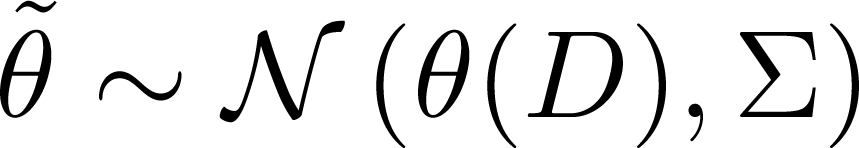 θ̃ ∼ 𝒩 (θ(D), Σ)